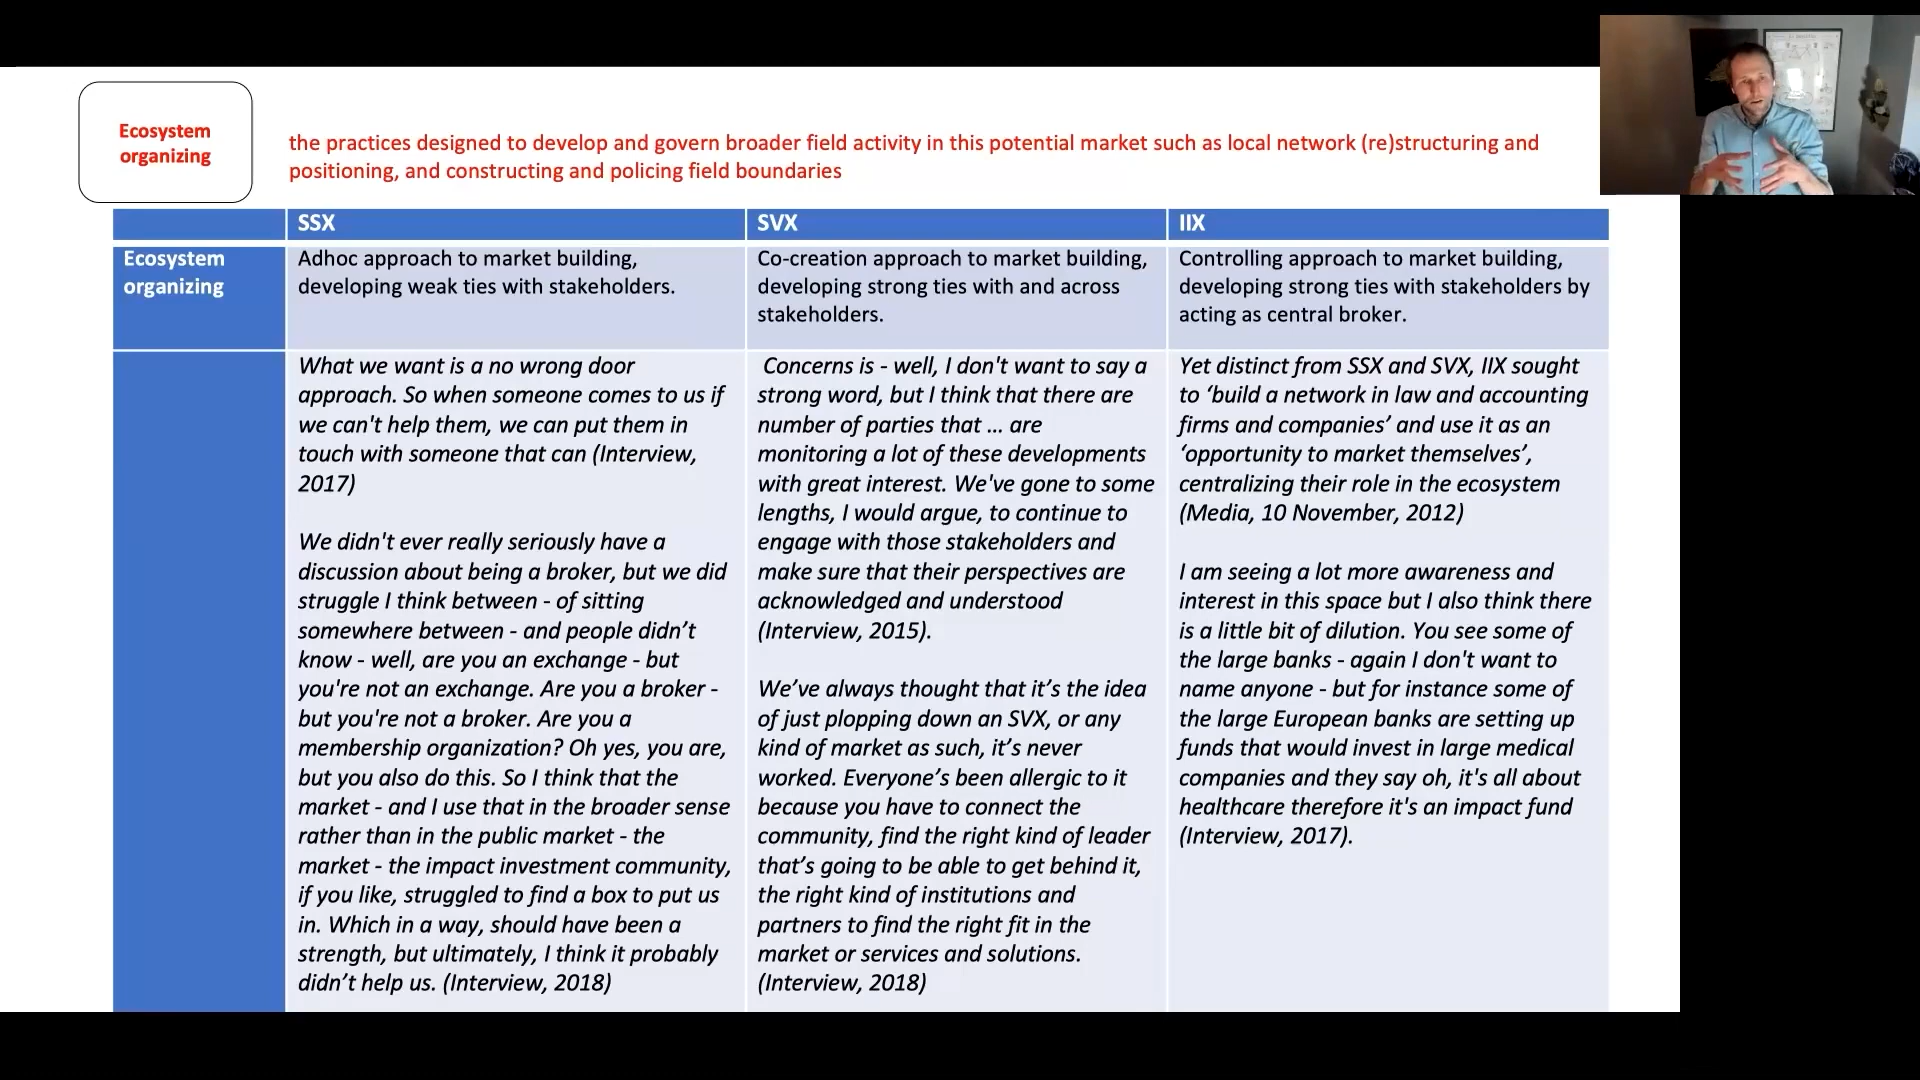 Ecosystem
organizing
the practices designed to develop and govern broader field activity in this potential market such as local network (re)structuring and
positioning, and constructing and policing field boundaries
SSX
SVX
IIX
Ecosystem
organizing
Adhoc approach to market building,
developing weak ties with stakeholders.
Co-creation approach to market building,
developing strong ties with and across
stakeholders.
Controlling approach to market building,
developing strong ties with stakeholders by
acting as central broker.
What we want is a no wrong door
approach. So when someone comes to us if
we can't help them, we can put them in
touch with someone that can (Interview,
2017)
We didn't ever really seriously have a
discussion about being a broker, but we did
struggle I think between - of sitting
somewhere between - and people didn’t
know - well, are you an exchange - but
you're not an exchange. Are you a broker -
but you're not a broker. Are you a
membership organization? Oh yes, you are,
but you also do this. So I think that the
market - and I use that in the broader sense
rather than in the public market - the
market - the impact investment community,
if you like, struggled to find a box to put us
in. Which in a way, should have been a
strength, but ultimately, I think it probably
didn’t help us. (Interview, 2018)
Concerns is - well, I don't want to say a
strong word, but I think that there are
number of parties that … are
monitoring a lot of these developments
with great interest. We've gone to some
lengths, I would argue, to continue to
engage with those stakeholders and
make sure that their perspectives are
acknowledged and understood
(Interview, 2015).
We’ve always thought that it’s the idea
of just plopping down an SVX, or any
kind of market as such, it’s never
worked. Everyone’s been allergic to it
because you have to connect the
community, find the right kind of leader
that’s going to be able to get behind it,
the right kind of institutions and
partners to find the right fit in the
market or services and solutions.
(Interview, 2018)
Yet distinct from SSX and SVX, IIX sought
to ‘build a network in law and accounting
firms and companies’ and use it as an
‘opportunity to market themselves’,
centralizing their role in the ecosystem
(Media, 10 November, 2012)
I am seeing a lot more awareness and
interest in this space but I also think there
is a little bit of dilution. You see some of
the large banks - again I don't want to
name anyone - but for instance some of
the large European banks are setting up
funds that would invest in large medical
companies and they say oh, it's all about
healthcare therefore it's an impact fund
(Interview, 2017).